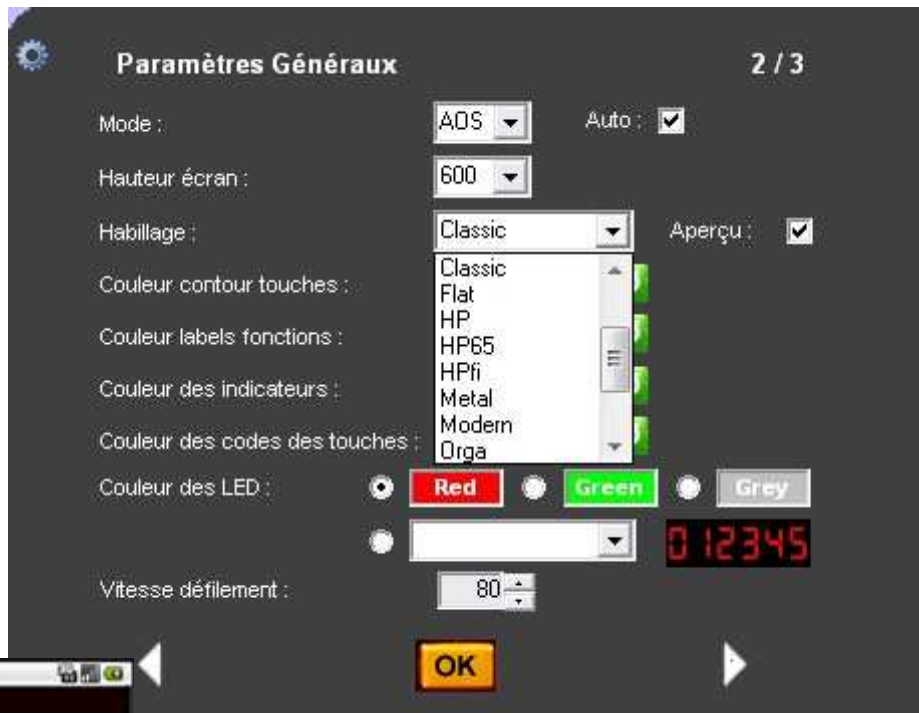 Paramètres Généraux 2 / 3
Mode : AOS Auto :
Hauteur écran : 600
Habillage : Classic Aperçu :
Classic
Couleur contour touches :
Flat
HP
Couleur labels fonctions :
HP65
HPfi
Couleur des indicateurs :
Metal
Modern
Couleur des codes des touches :
Orga
Couleur des LED : Red Green Grey
012345
Vitesse défilement : 80
OK